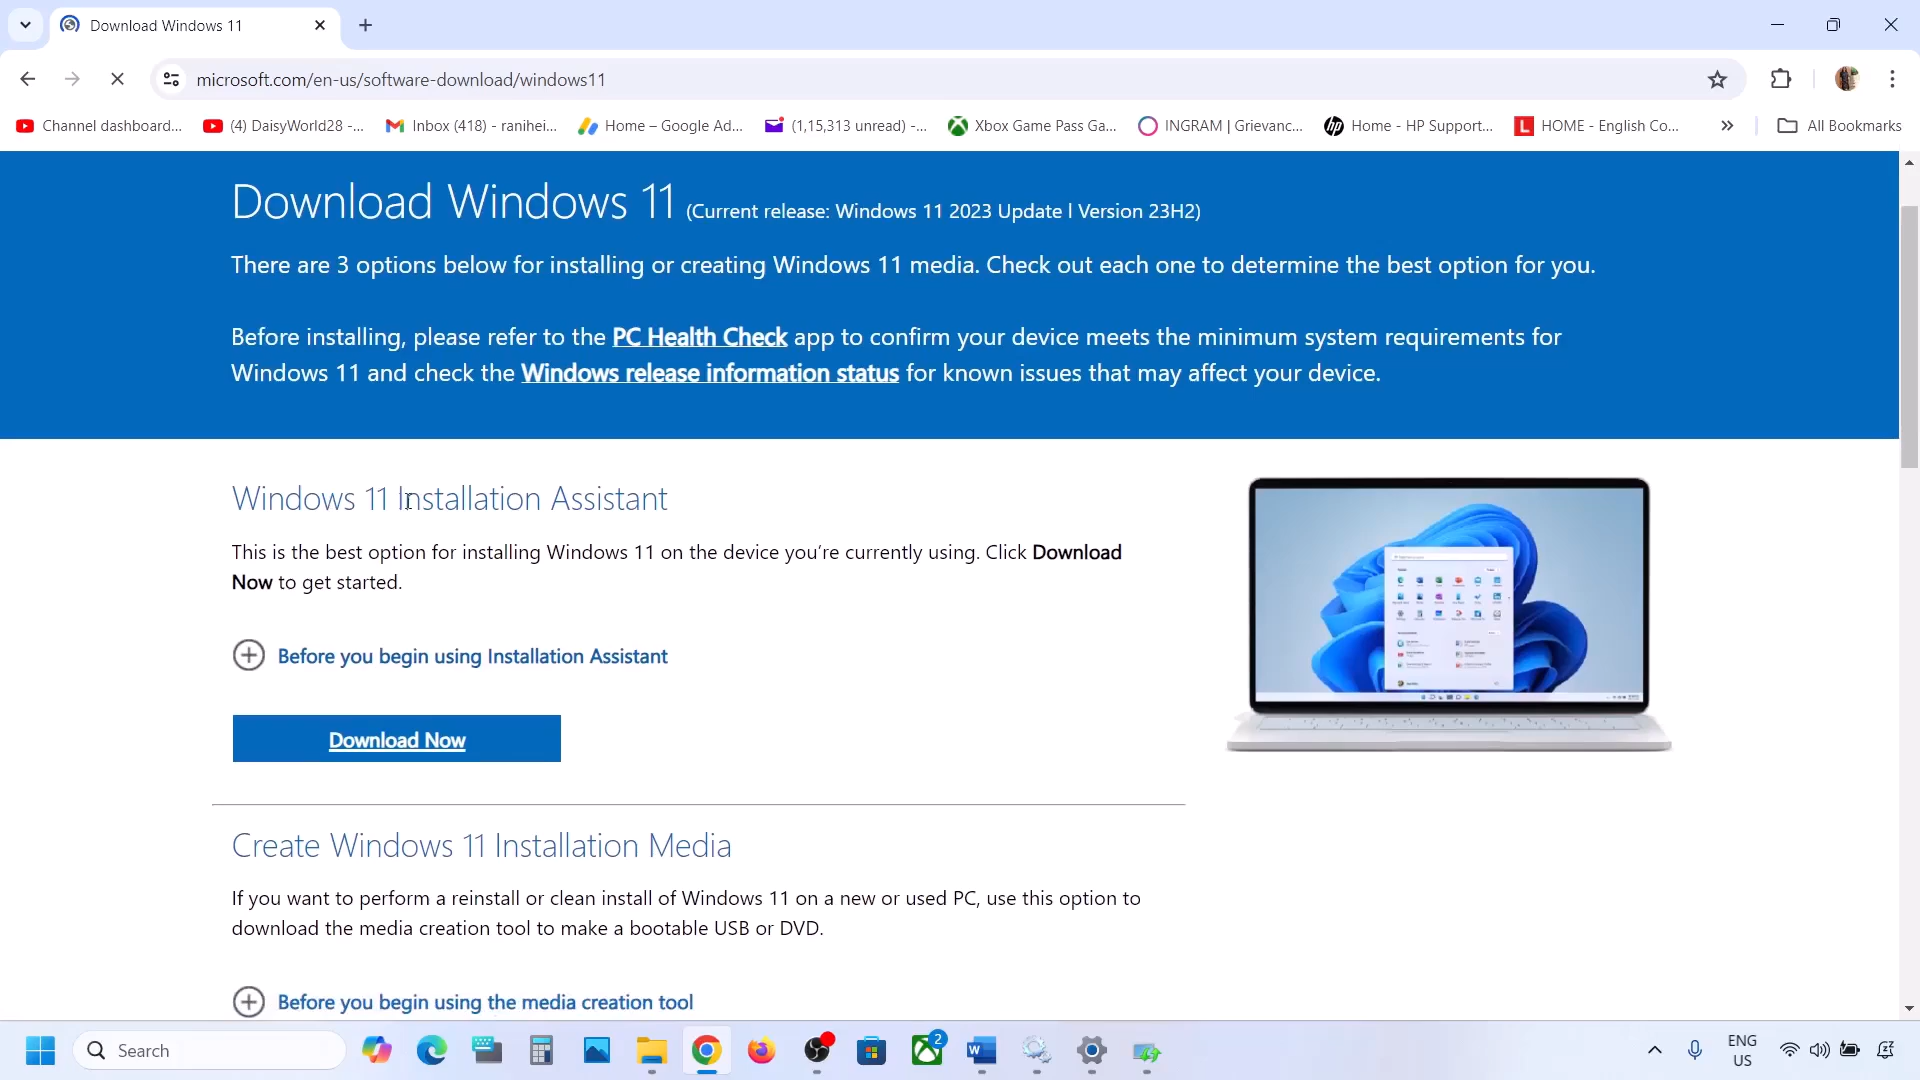 Download Windows 11
microsoft.com/en-us/software-download/windows11
Channel dashboard...
(4) DaisyWorld28 -...
Inbox (418) - ranihei...
Home – Google Ad...
(1,15,313 unread) -...
Xbox Game Pass Ga...
INGRAM | Grievanc...
Home - HP Support...
HOME - English Co...
All Bookmarks
Download Windows 11 (Current release: Windows 11 2023 Update l Version 23H2)
There are 3 options below for installing or creating Windows 11 media. Check out each one to determine the best option for you.
Before installing, please refer to the PC Health Check app to confirm your device meets the minimum system requirements for
Windows 11 and check the Windows release information status for known issues that may affect your device.
Windows 11 Installation Assistant
This is the best option for installing Windows 11 on the device you’re currently using. Click Download
Now to get started.
Before you begin using Installation Assistant
Download Now
Create Windows 11 Installation Media
If you want to perform a reinstall or clean install of Windows 11 on a new or used PC, use this option to
download the media creation tool to make a bootable USB or DVD.
Before you begin using the media creation tool
Search
2
ENG
US